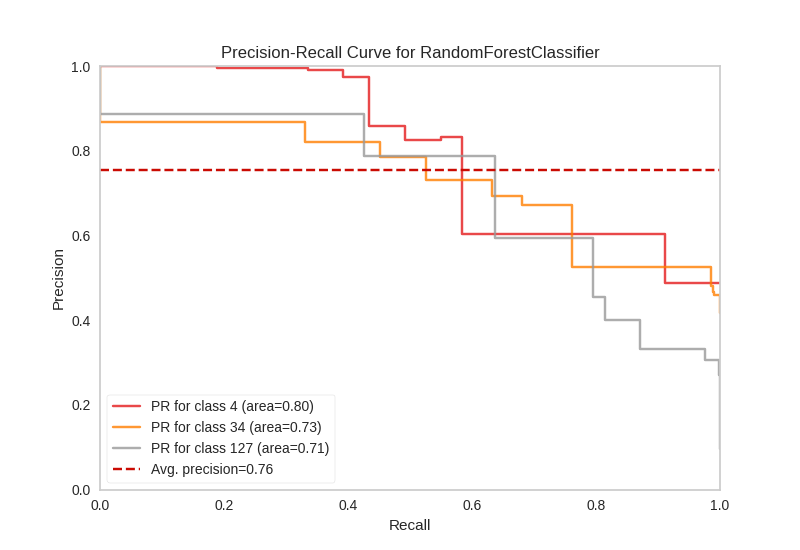 Precision-Recall Curve for RandomForestClassifier
1.0
0.8
0.6
0.4
0.2
0.0
Precision
PR for class 4 (area=0.80)
PR for class 34 (area=0.73)
PR for class 127 (area=0.71)
Avg. precision=0.76
0.0 0.2 0.4 0.6 0.8 1.0
Recall